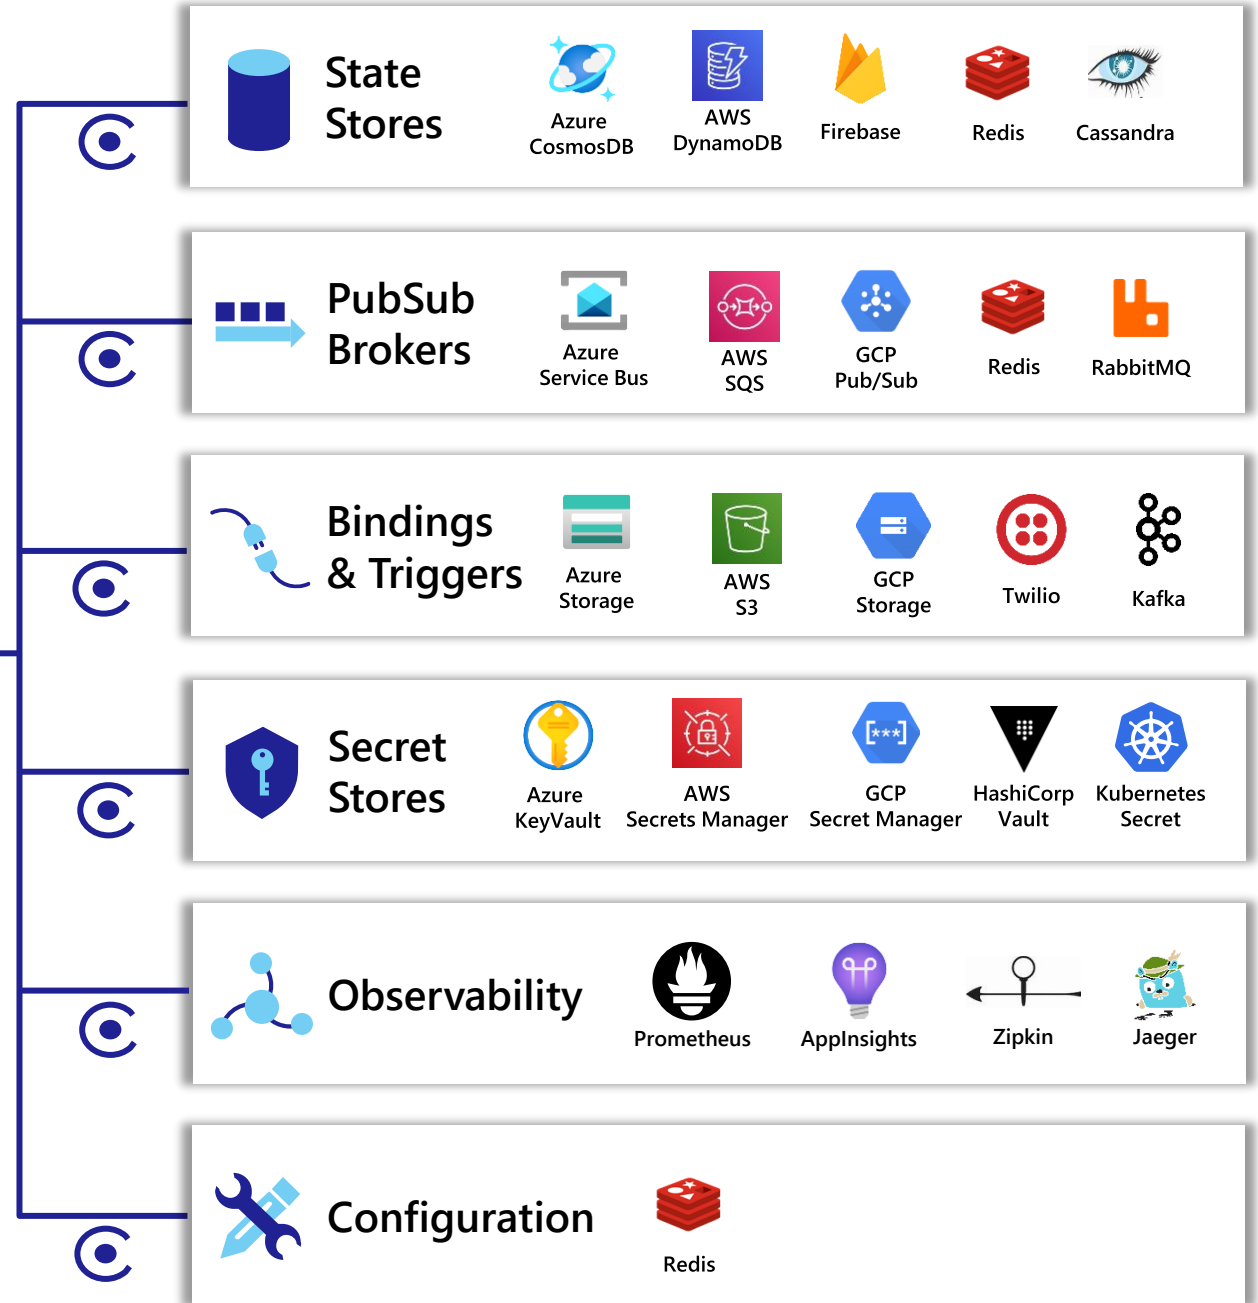 State
Stores
Azure
CosmosDB
AWS
DynamoDB
Firebase
Redis
Cassandra
PubSub
Brokers
Azure
Service Bus
AWS
SQS
GCP
Pub/Sub
Redis
RabbitMQ
Bindings
& Triggers
Azure
Storage
AWS
S3
GCP
Storage
Twilio
Kafka
Secret
Stores
Azure
KeyVault
AWS
Secrets Manager
[***]
GCP
Secret Manager
HashiCorp
Vault
Kubernetes
Secret
Observability
Prometheus
AppInsights
Zipkin
Jaeger
Configuration
Redis